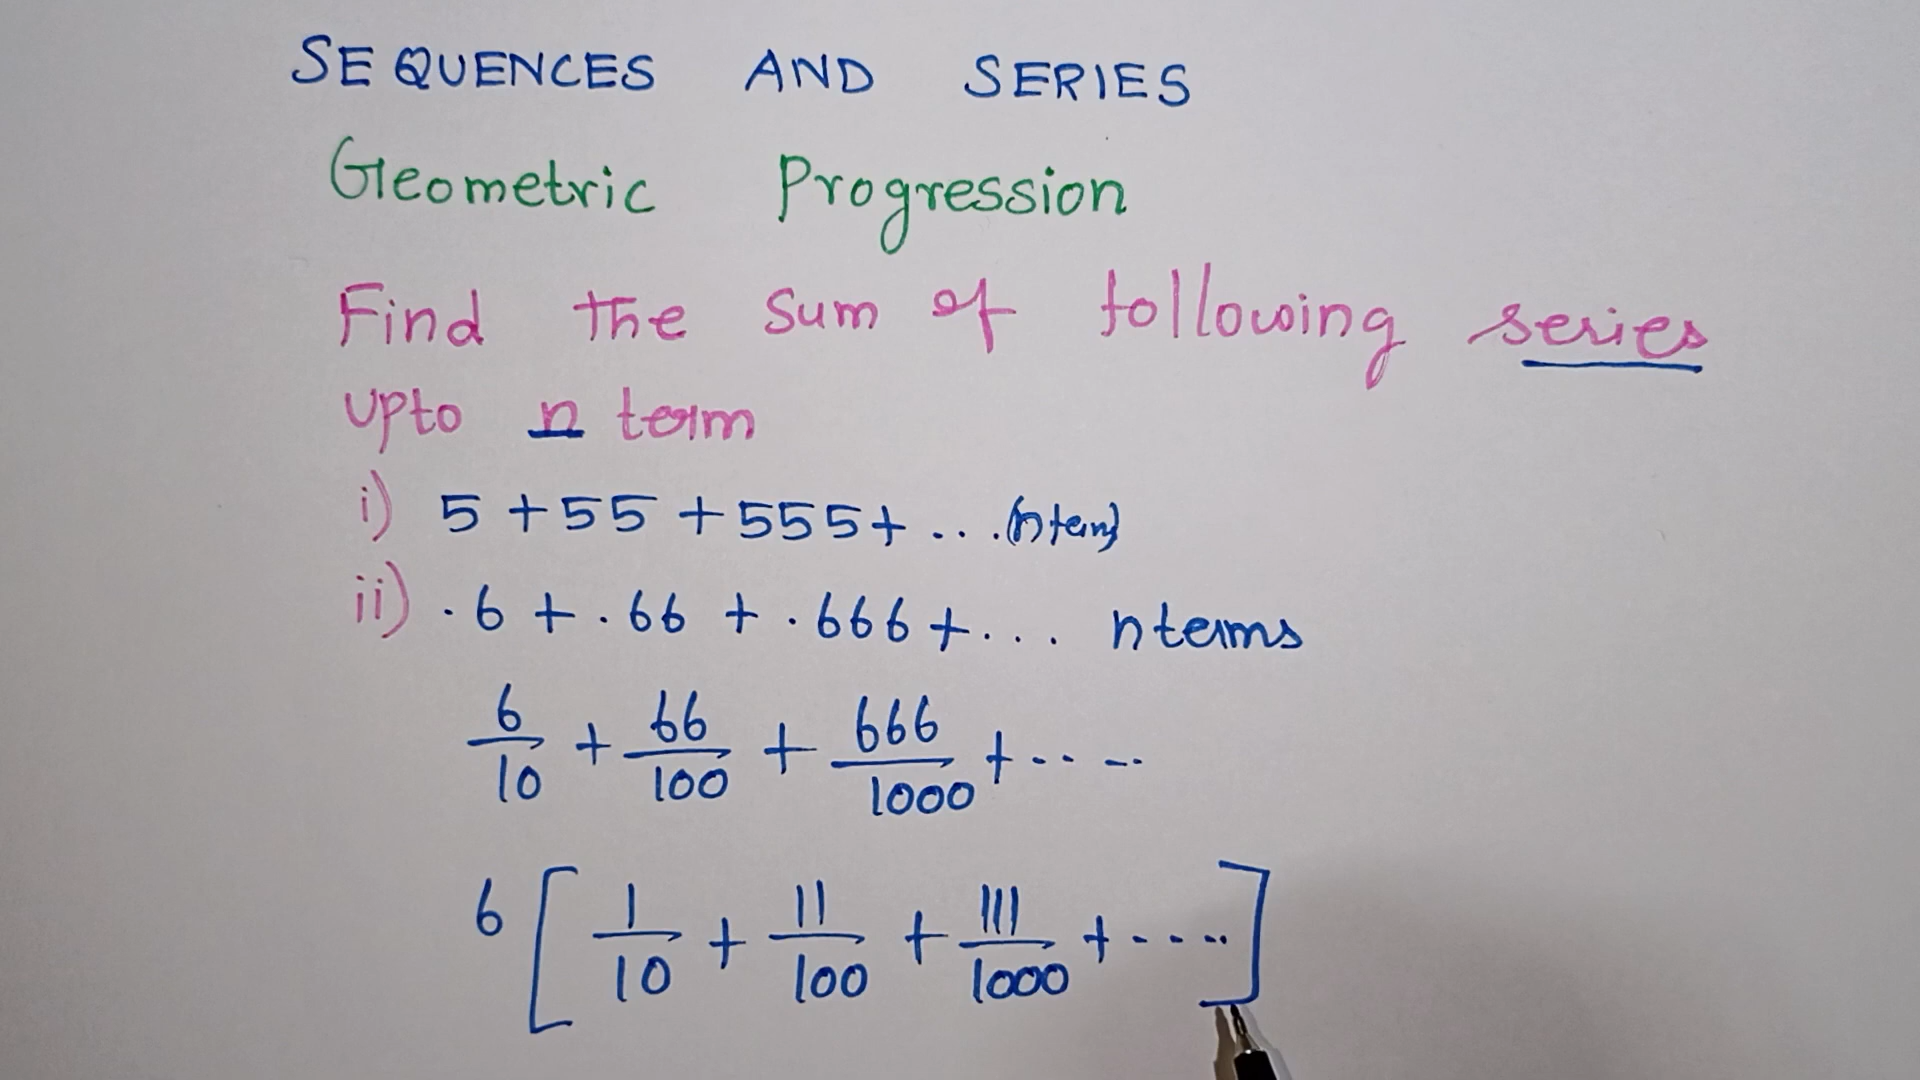 SEQUENCES AND SERIES
Geometric Progression
Find the sum of following series
upto n term
i) 5 + 55 + 555 + . . . . (n term)
ii) .6 + .66 + .666 + . . . n terms
6/10 + 66/100 + 666/1000 + . . . . .
6 [ 1/10 + 11/100 + 111/1000 + . . . . . ]